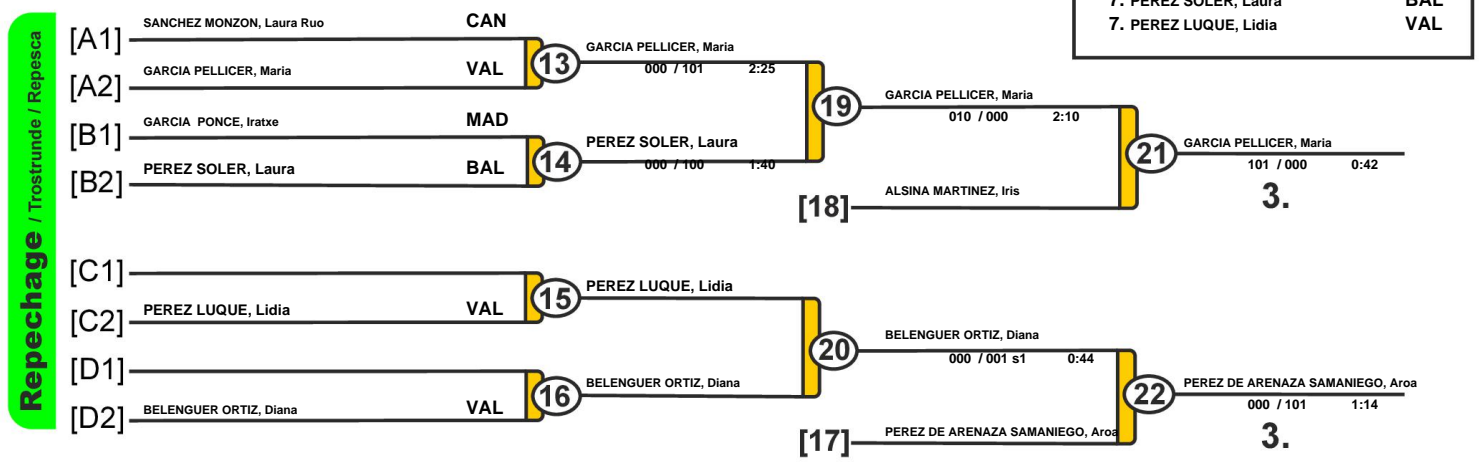 7. PEREZ SOLER, Laura BAL
7. PEREZ LUQUE, Lidia VAL
Repechage / Trostrunde / Repesca
[A1] SANCHEZ MONZON, Laura Ruo CAN
[A2] GARCIA PELLICER, Maria VAL
13 GARCIA PELLICER, Maria
000 / 101 2:25
[B1] GARCIA PONCE, Iratxe MAD
[B2] PEREZ SOLER, Laura BAL
14 PEREZ SOLER, Laura
000 / 100 1:40
19 GARCIA PELLICER, Maria
010 / 000 2:10
[18] ALSINA MARTINEZ, Iris
21 GARCIA PELLICER, Maria
101 / 000 0:42
3.
[C1]
[C2] PEREZ LUQUE, Lidia VAL
15 PEREZ LUQUE, Lidia
[D1]
[D2] BELENGUER ORTIZ, Diana VAL
16 BELENGUER ORTIZ, Diana
20 BELENGUER ORTIZ, Diana
000 / 001 s1 0:44
[17] PEREZ DE ARENAZA SAMANIEGO, Aroa
22 PEREZ DE ARENAZA SAMANIEGO, Aroa
000 / 101 1:14
3.